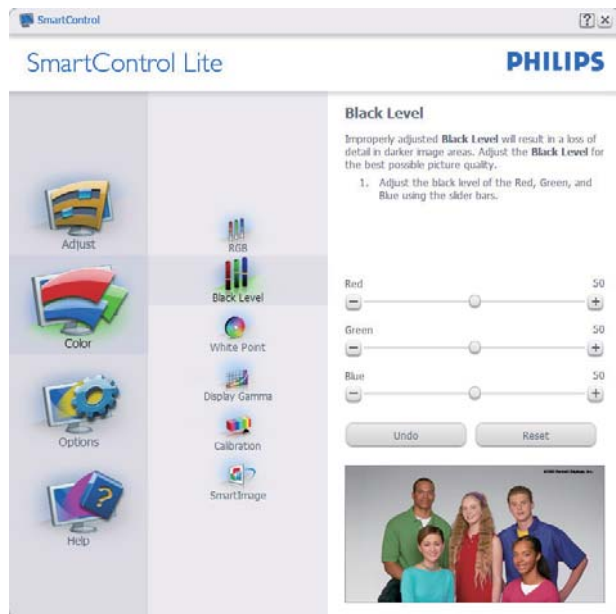 SmartControl
?
SmartControl Lite
PHILIPS
Adjust
Color
Options
Help
RGB
Black Level
White Point
Display Gamma
Calibration
SmartImage
Black Level
Improperly adjusted Black Level will result in a loss of
detail in darker image areas. Adjust the Black Level for
the best possible picture quality.
1. Adjust the black level of the Red, Green, and
Blue using the slider bars.
Red 50
Green 50
Blue 50
Undo Reset